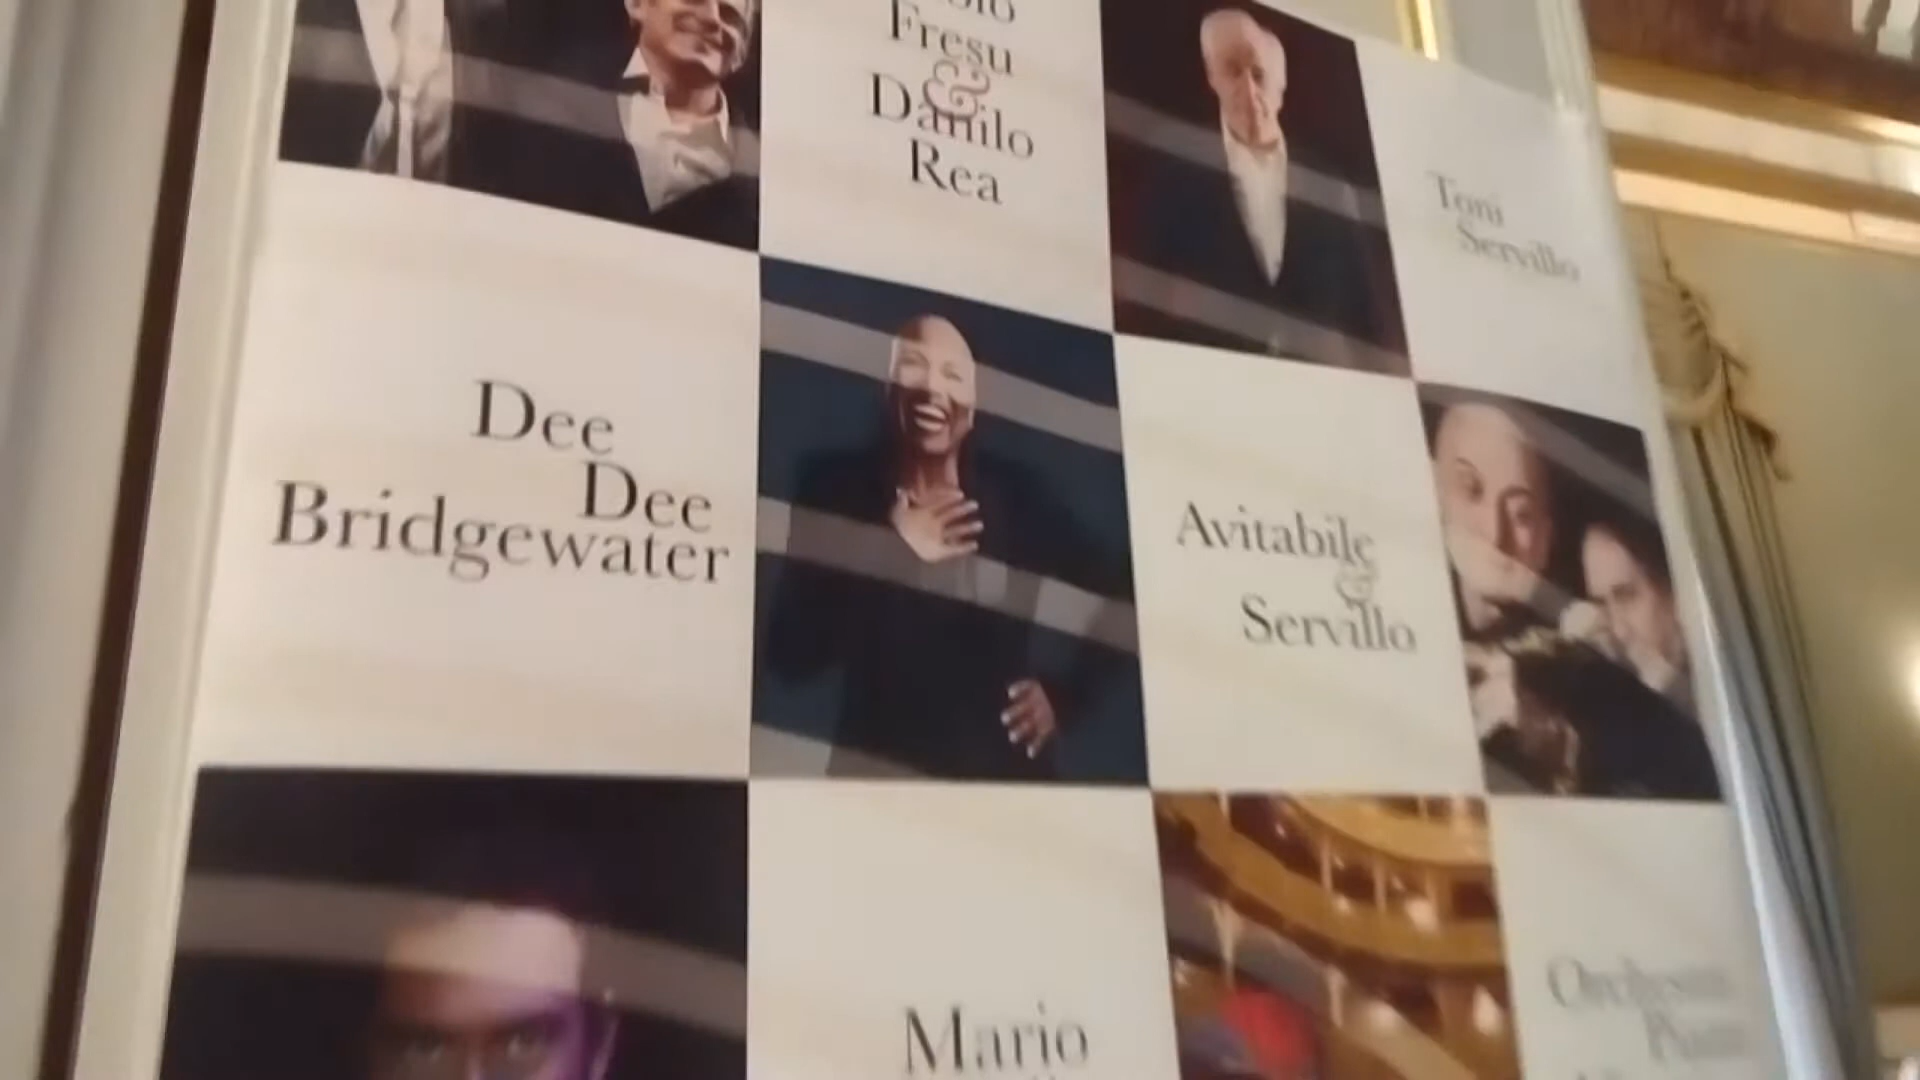 Fresu
&
Danilo
Rea
Toni
Servillo
Dee
Dee
Bridgewater
Avitabile
&
Servillo
Mario